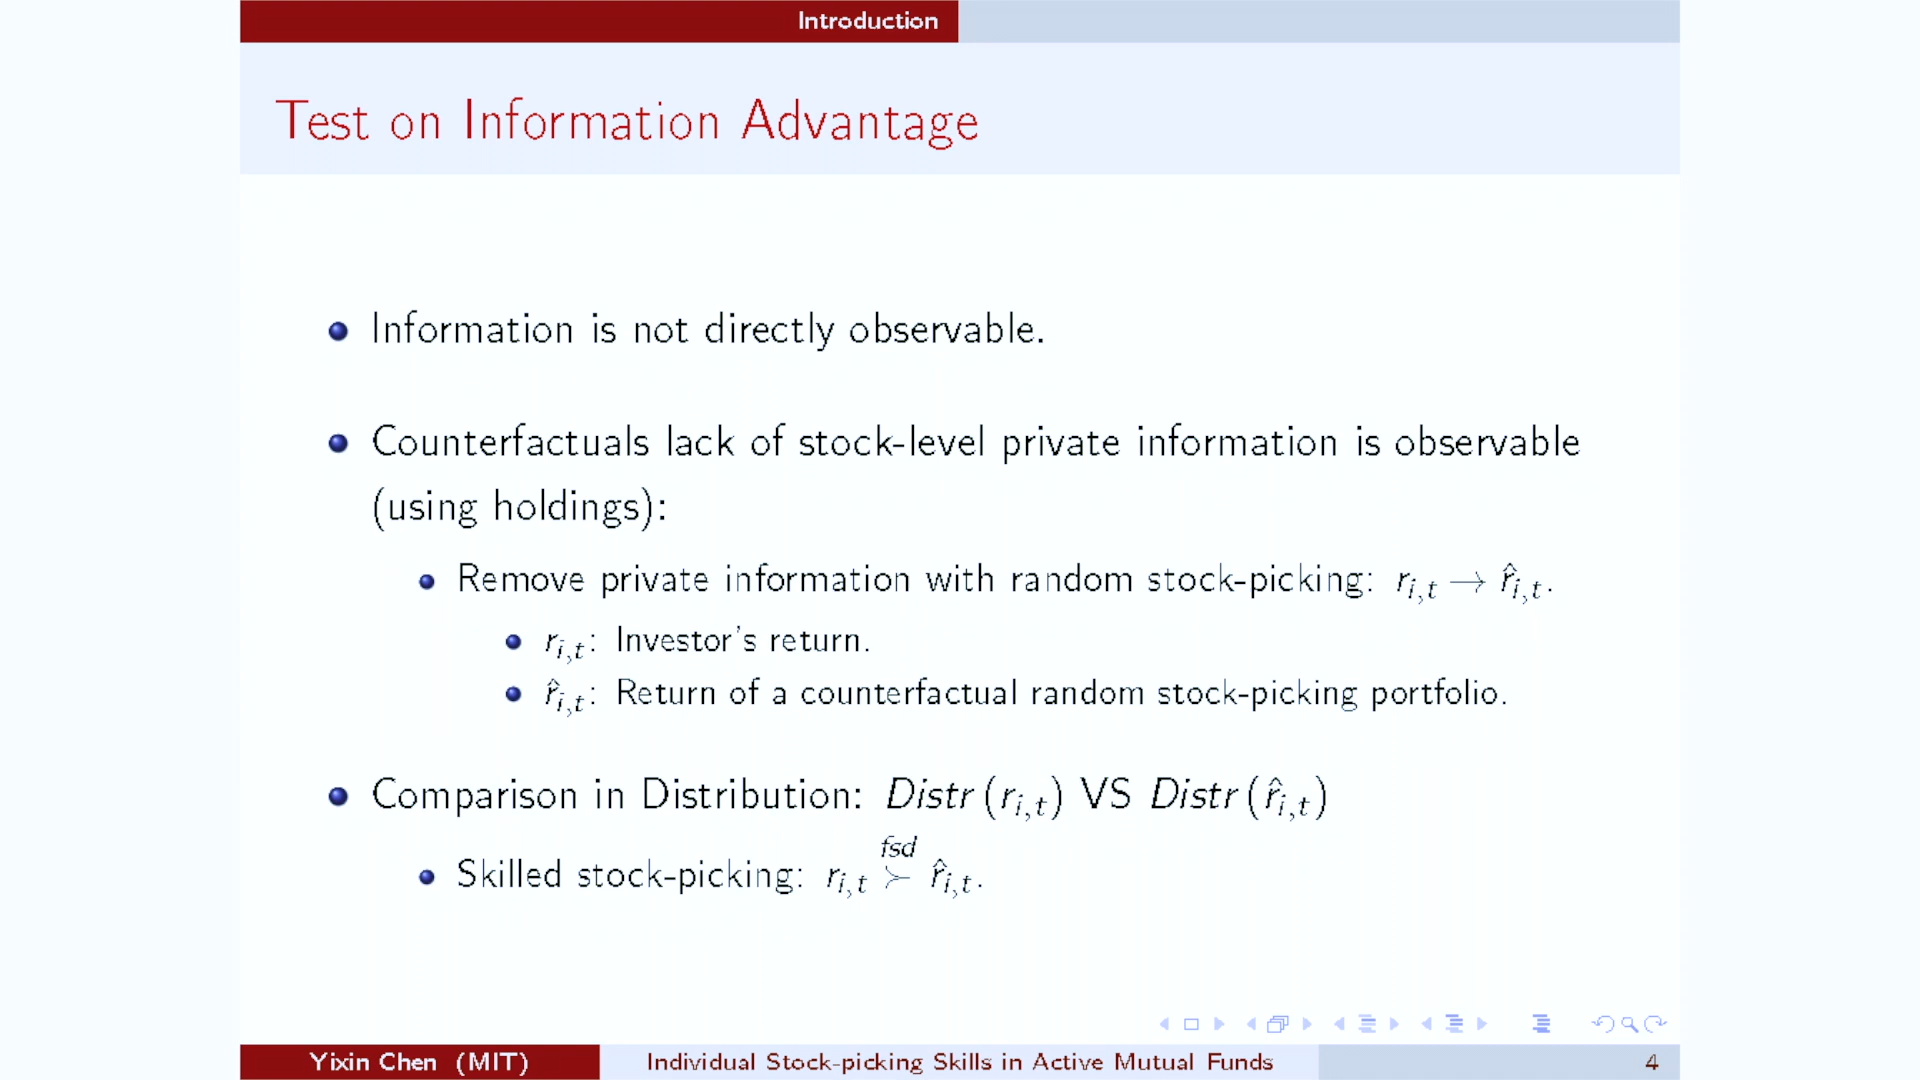 Introduction
Test on Information Advantage
Information is not directly observable.
Counterfactuals lack of stock-level private information is observable
(using holdings):
Remove private information with random stock-picking: r_{i,t} → r̂_{i,t}.
r_{i,t}: Investor's return.
r̂_{i,t}: Return of a counterfactual random stock-picking portfolio.
Comparison in Distribution: Distr (r_{i,t}) VS Distr (r̂_{i,t})
Skilled stock-picking: r_{i,t} ≻^{fsd} r̂_{i,t}.
Yixin Chen (MIT) Individual Stock-picking Skills in Active Mutual Funds 4